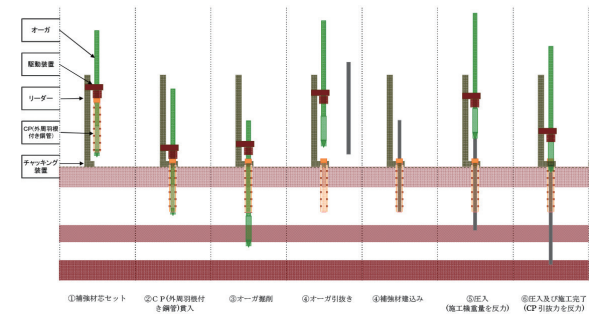 オーガ
駆動装置
リーダー
CP(外周羽根
付き鋼管)
チャッキング
装置
①補強材芯セット
②CP(外周羽根付
き鋼管)貫入
③オーガ掘削
④オーガ引抜き
④補強材建込み
⑤圧入
(施工機重量を反力)
⑥圧入及び施工完了
(CP引抜力を反力)